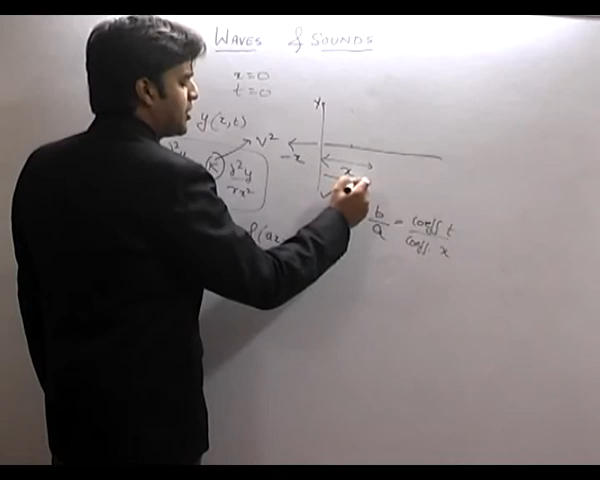 WAVES & SOUNDS
x=0
t=0
y(x,t)
V²
K ∂²y/∂x²
y
-x
x
b/a = coeff t / coeff. x